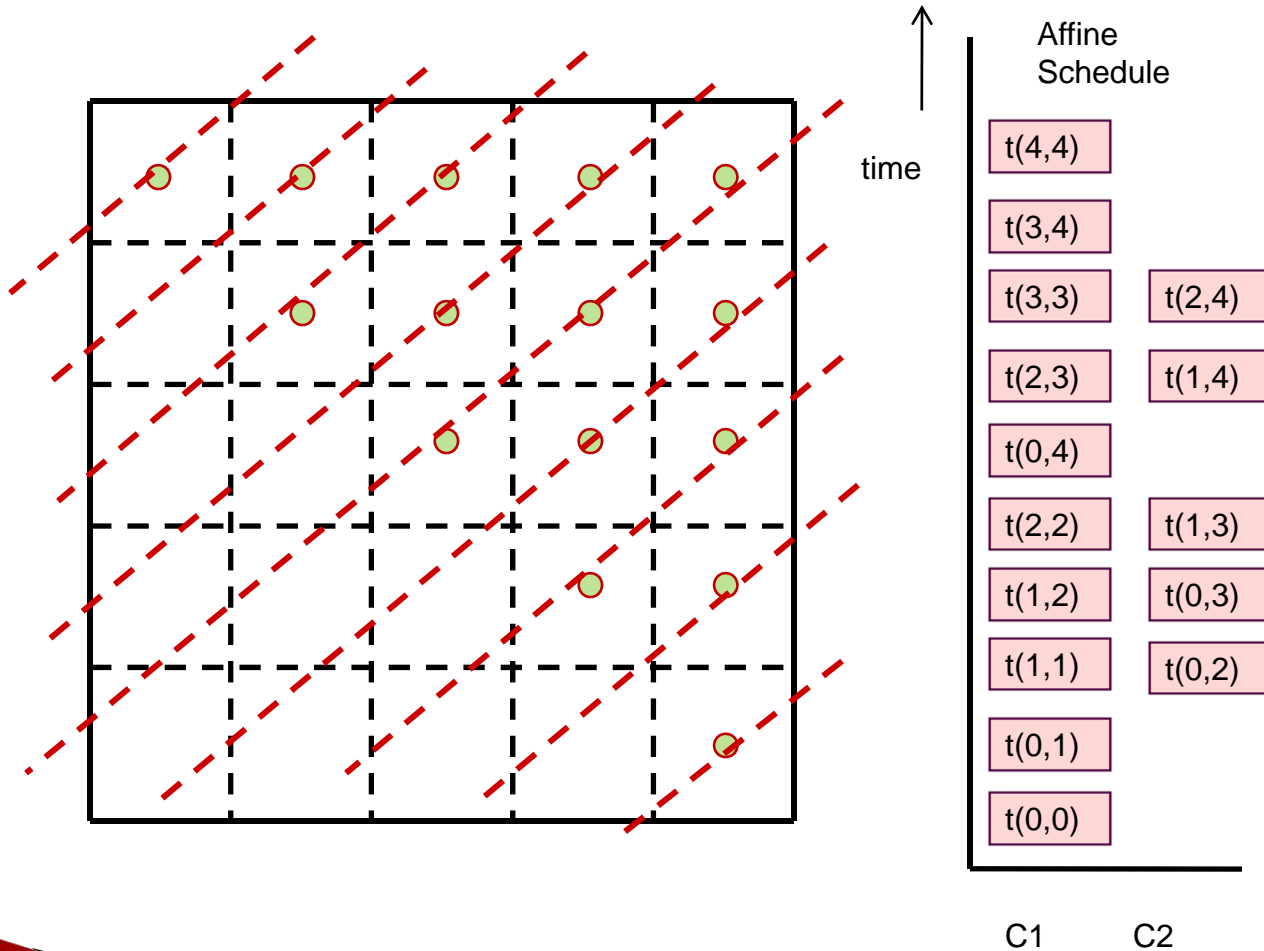 Affine
Schedule
time
t(4,4)
t(3,4)
t(3,3) t(2,4)
t(2,3) t(1,4)
t(0,4)
t(2,2) t(1,3)
t(1,2) t(0,3)
t(1,1) t(0,2)
t(0,1)
t(0,0)
C1 C2